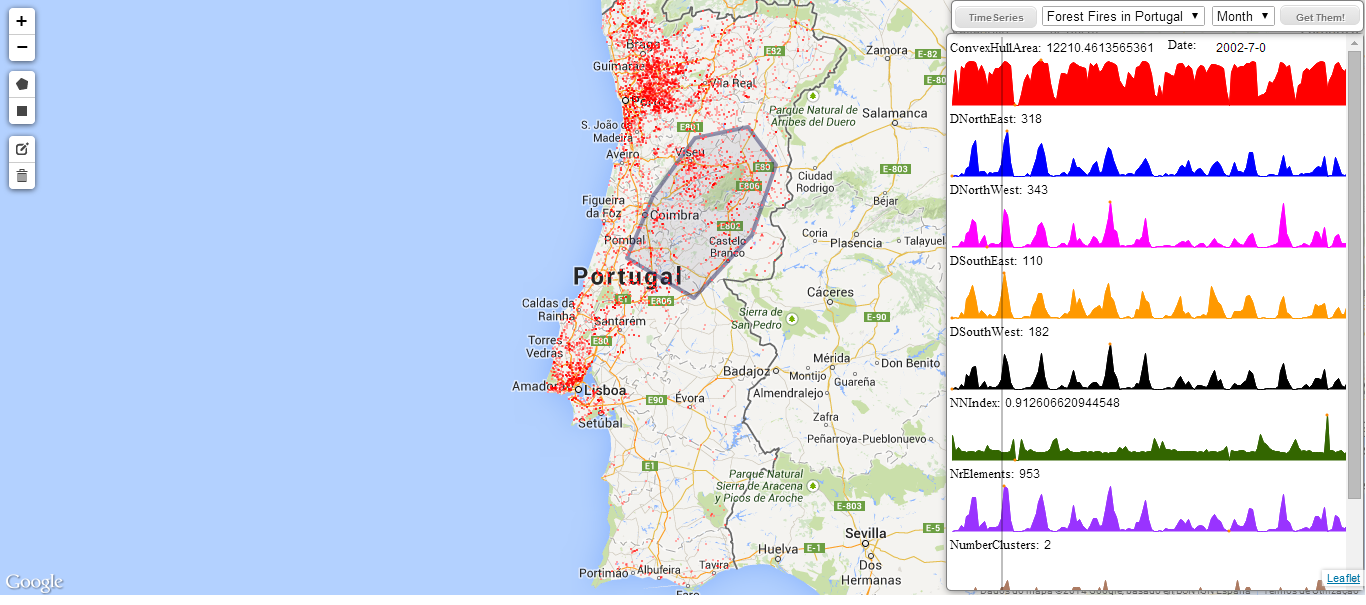 +
−
TimeSeries
Forest Fires in Portugal ▼
Month ▼
Get Them!
ConvexHullArea: 12210.4613565361
Date:
2002-7-0
DNorthEast: 318
DNorthWest: 343
DSouthEast: 110
DSouthWest: 182
NNIndex: 0.912606620944548
NrElements: 953
NumberClusters: 2
Leaflet
Braga
Guimarães
Vila Real
Porto
E92
Zamora
E-82
E-80
Parque Natural de
Arribes del Duero
Salamanca
S. João da
Madeira
E801
Aveiro
Viseu
E80
E806
Ciudad
Rodrigo
E-803
Béjar
Figueira
da Foz
Coimbra
E802
Pombal
Castelo
Branco
Coria
Plasencia
Talayuel
Portugal
E1
E806
Cáceres
Caldas da
Rainha
Santarém
Sierra de
San Pedro
E-90
E80
Torres
Vedras
Mérida
Don Benito
Badajoz
Montijo
Guareña
Amadora
Lisboa
Almendralejo
E90
Évora
Setúbal
Zafra
Peñarroya-Pueblonuevo
E1
Parque Natural
Sierra de Aracena
y Picos de Aroche
E-803
E-5
Sevilla
Huelva
E-1
Dos
Hermanas
Portimão
Albufeira
Tavira
Faro
Google
Dados do mapa ©2014 Google, basado en BCN IGN España
Termos de Utilização